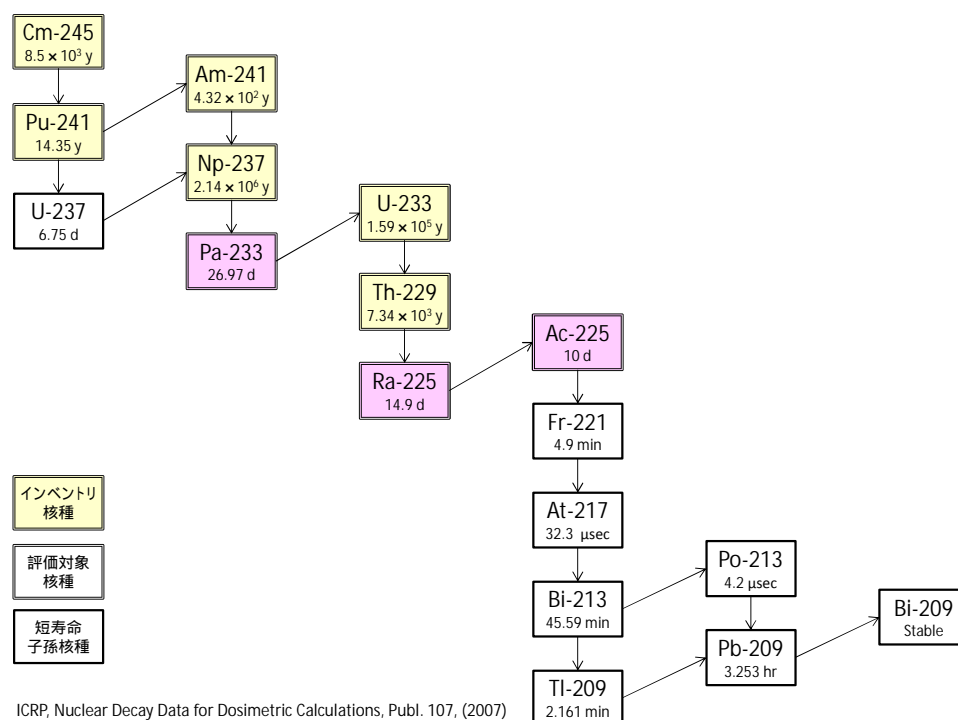 Cm-245
8.5 × 10³ y
Pu-241
14.35 y
U-237
6.75 d
Am-241
4.32 × 10² y
Np-237
2.14 × 10⁶ y
Pa-233
26.97 d
U-233
1.59 × 10⁵ y
Th-229
7.34 × 10³ y
Ra-225
14.9 d
Ac-225
10 d
Fr-221
4.9 min
At-217
32.3 μsec
Bi-213
45.59 min
Tl-209
2.161 min
Po-213
4.2 μsec
Pb-209
3.253 hr
Bi-209
Stable
インベントリ
核種
評価対象
核種
短寿命
子孫核種
ICRP, Nuclear Decay Data for Dosimetric Calculations, Publ. 107, (2007)